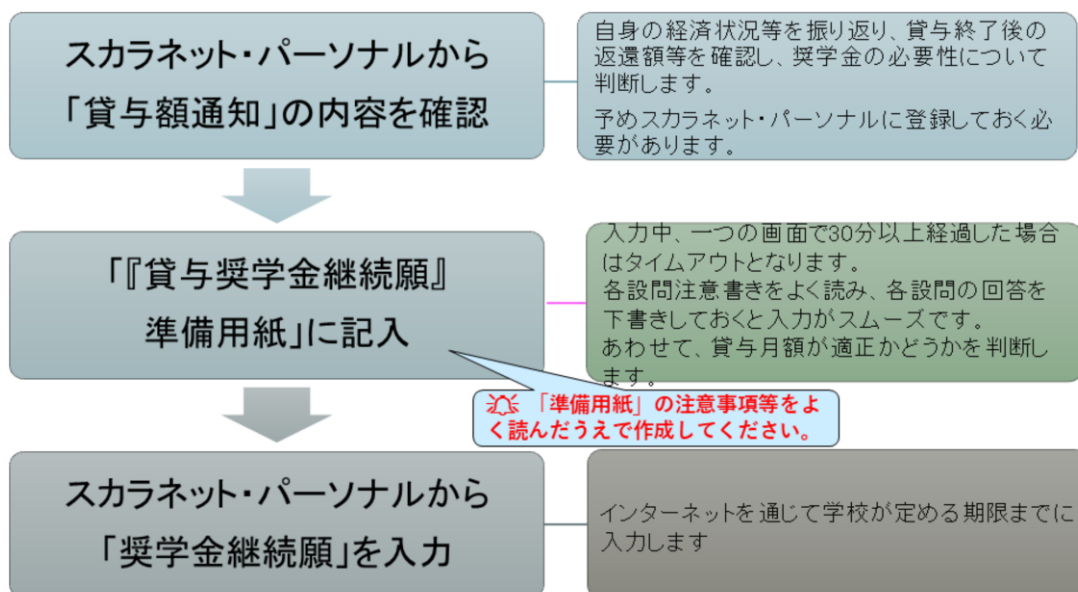 スカラネット・パーソナルから
「貸与額通知」の内容を確認
自身の経済状況等を振り返り、貸与終了後の
返還額等を確認し、奨学金の必要性について
判断します。
予めスカラネット・パーソナルに登録しておく必
要があります。
「『貸与奨学金継続願』
準備用紙」に記入
入力中、一つの画面で30分以上経過した場合
はタイムアウトとなります。
各設問注意書きをよく読み、各設問の回答を
下書きしておくと入力がスムーズです。
あわせて、貸与月額が適正かどうかを判断し
ます。
「準備用紙」の注意事項等をよ
く読んだうえで作成してください。
スカラネット・パーソナルから
「奨学金継続願」を入力
インターネットを通じて学校が定める期限までに
入力します